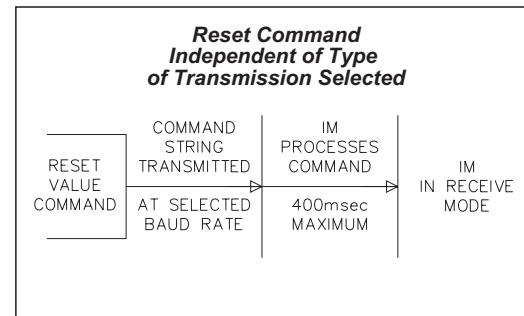 Reset Command
Independent of Type
of Transmission Selected
RESET
VALUE
COMMAND
COMMAND
STRING
TRANSMITTED
AT SELECTED
BAUD RATE
IM
PROCESSES
COMMAND
400msec
MAXIMUM
IM
IN RECEIVE
MODE